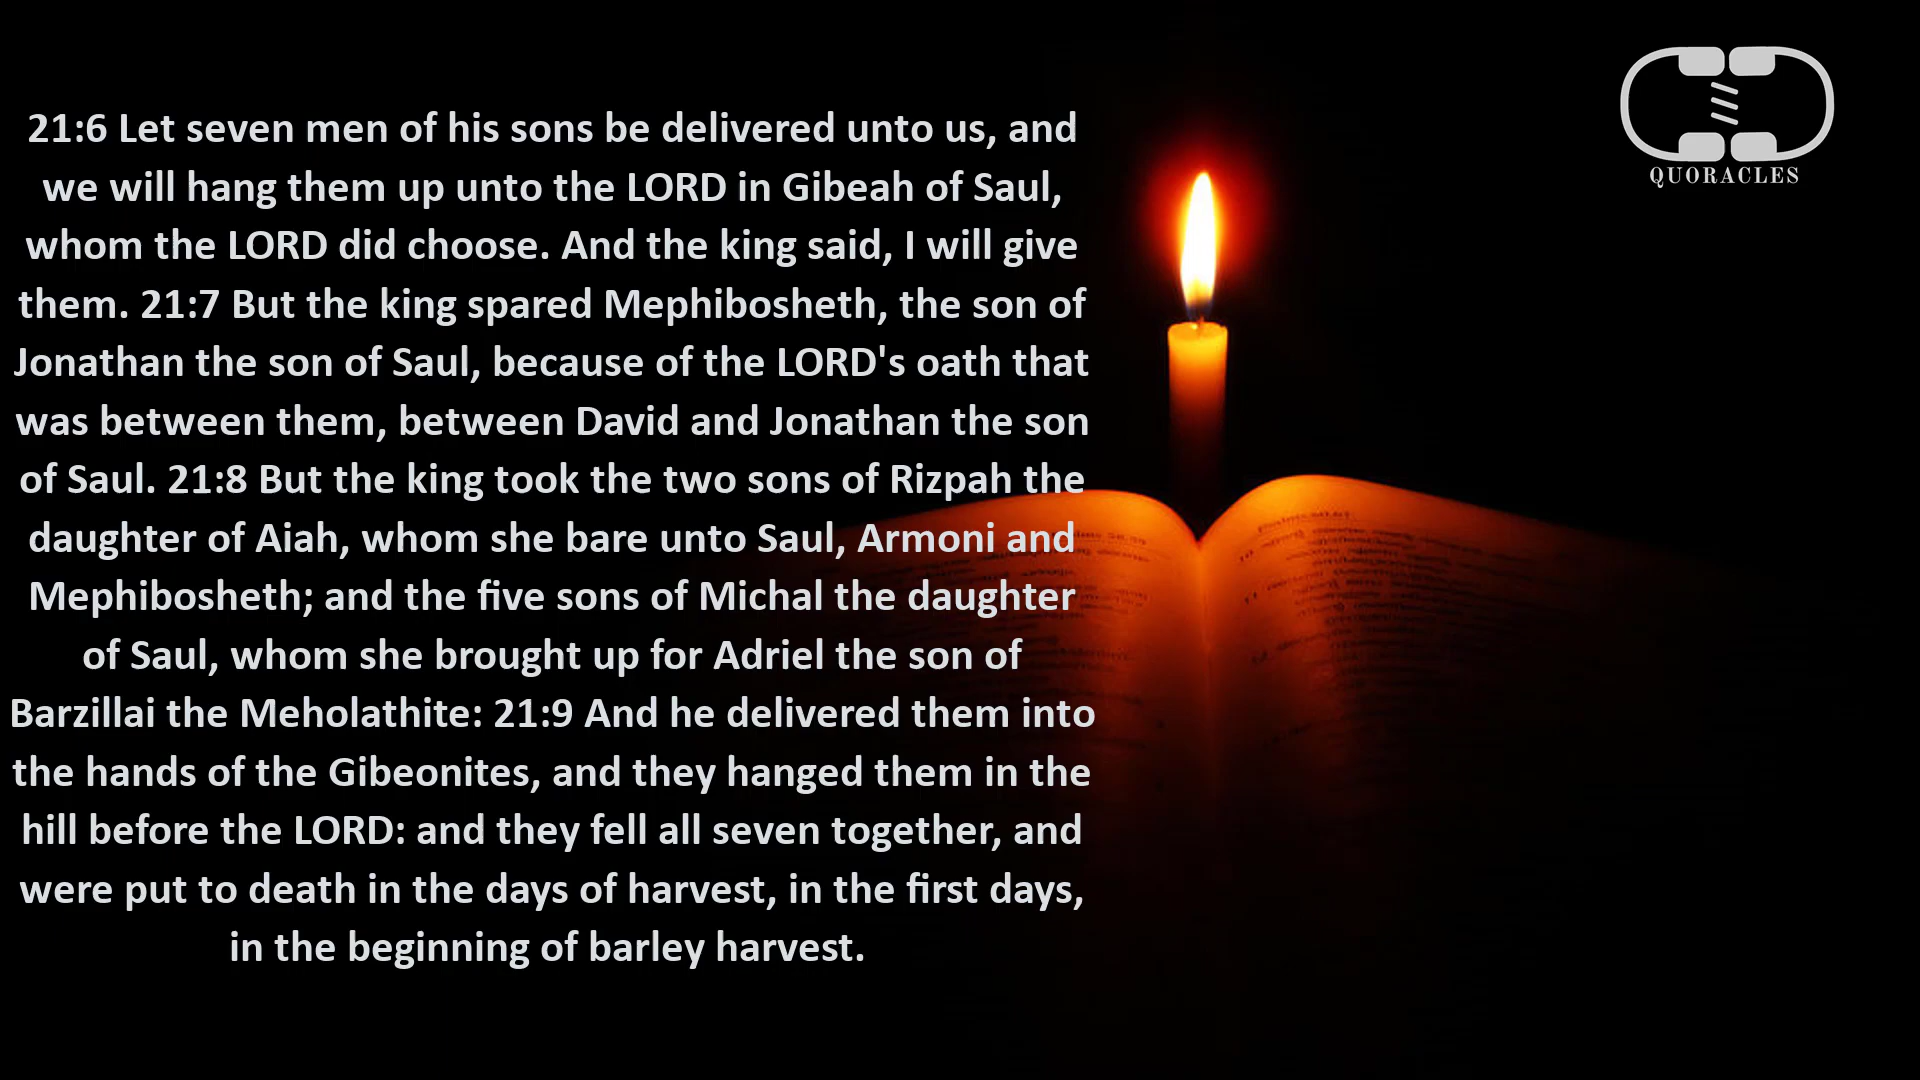 21:6 Let seven men of his sons be delivered unto us, and
we will hang them up unto the LORD in Gibeah of Saul,
whom the LORD did choose. And the king said, I will give
them. 21:7 But the king spared Mephibosheth, the son of
Jonathan the son of Saul, because of the LORD's oath that
was between them, between David and Jonathan the son
of Saul. 21:8 But the king took the two sons of Rizpah the
daughter of Aiah, whom she bare unto Saul, Armoni and
Mephibosheth; and the five sons of Michal the daughter
of Saul, whom she brought up for Adriel the son of
Barzillai the Meholathite: 21:9 And he delivered them into
the hands of the Gibeonites, and they hanged them in the
hill before the LORD: and they fell all seven together, and
were put to death in the days of harvest, in the first days,
in the beginning of barley harvest.
QUORACLES